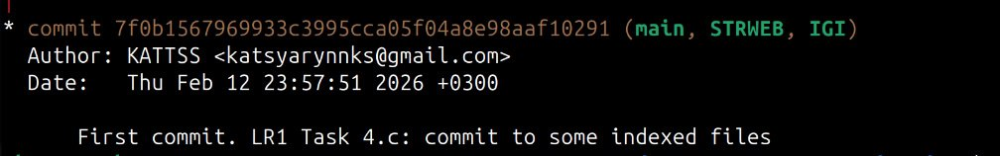 * commit 7f0b1567969933c3995cca05f04a8e98aaf10291 (main, STRWEB, IGI)
Author: KATTSS <katsyarynnks@gmail.com>
Date:   Thu Feb 12 23:57:51 2026 +0300
First commit. LR1 Task 4.c: commit to some indexed files